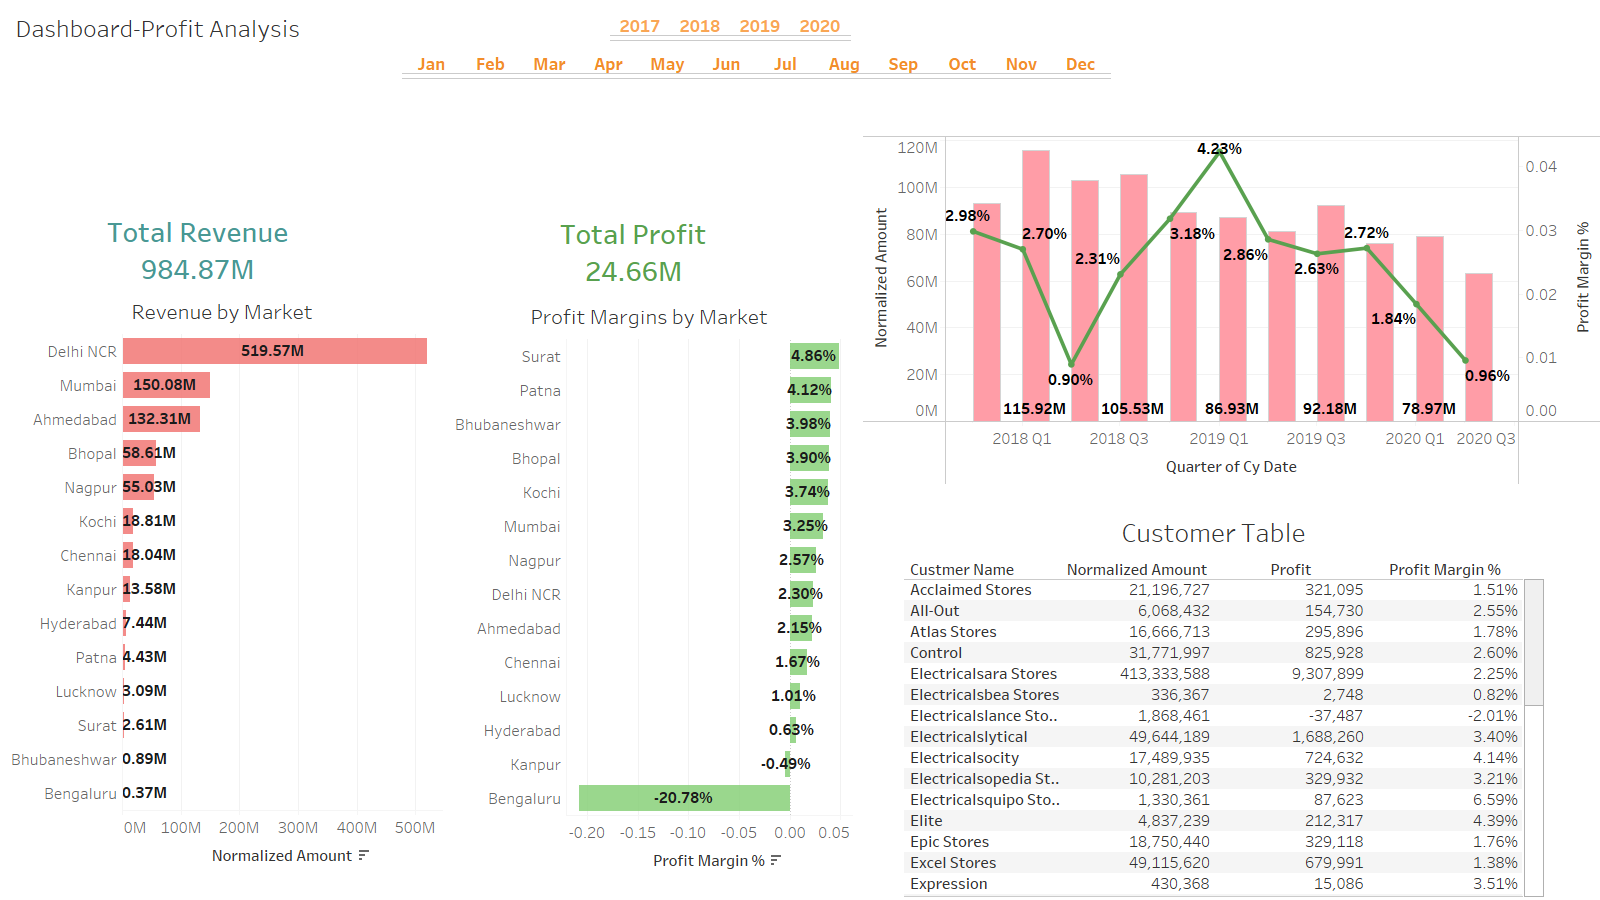 Dashboard-Profit Analysis
2017 2018 2019 2020
Jan Feb Mar Apr May Jun Jul Aug Sep Oct Nov Dec
Total Revenue
984.87M
Revenue by Market
Delhi NCR 519.57M
Mumbai 150.08M
Ahmedabad 132.31M
Bhopal 58.61M
Nagpur 55.03M
Kochi 18.81M
Chennai 18.04M
Kanpur 13.58M
Hyderabad 7.44M
Patna 4.43M
Lucknow 3.09M
Surat 2.61M
Bhubaneshwar 0.89M
Bengaluru 0.37M
0M 100M 200M 300M 400M 500M
Normalized Amount
Total Profit
24.66M
Profit Margins by Market
Surat 4.86%
Patna 4.12%
Bhubaneshwar 3.98%
Bhopal 3.90%
Kochi 3.74%
Mumbai 3.25%
Nagpur 2.57%
Delhi NCR 2.30%
Ahmedabad 2.15%
Chennai 1.67%
Lucknow 1.01%
Hyderabad 0.63%
Kanpur -0.49%
Bengaluru -20.78%
-0.20 -0.15 -0.10 -0.05 0.00 0.05
Profit Margin %
Normalized Amount
120M
100M
80M
60M
40M
20M
0M
2.98% 2.70% 0.90% 2.31% 3.18% 4.23% 2.86% 2.63% 2.72% 1.84% 0.96%
115.92M 105.53M 86.93M 92.18M 78.97M
0.04
0.03
0.02
0.01
0.00
Profit Margin %
2018 Q1 2018 Q3 2019 Q1 2019 Q3 2020 Q1 2020 Q3
Quarter of Cy Date
Customer Table
Custmer Name Normalized Amount Profit Profit Margin %
Acclaimed Stores 21,196,727 321,095 1.51%
All-Out 6,068,432 154,730 2.55%
Atlas Stores 16,666,713 295,896 1.78%
Control 31,771,997 825,928 2.60%
Electricalsara Stores 413,333,588 9,307,899 2.25%
Electricalsbea Stores 336,367 2,748 0.82%
Electricalslance Sto.. 1,868,461 -37,487 -2.01%
Electricalslytical 49,644,189 1,688,260 3.40%
Electricalsocity 17,489,935 724,632 4.14%
Electricalsopedia St.. 10,281,203 329,932 3.21%
Electricalsquipo Sto.. 1,330,361 87,623 6.59%
Elite 4,837,239 212,317 4.39%
Epic Stores 18,750,440 329,118 1.76%
Excel Stores 49,115,620 679,991 1.38%
Expression 430,368 15,086 3.51%